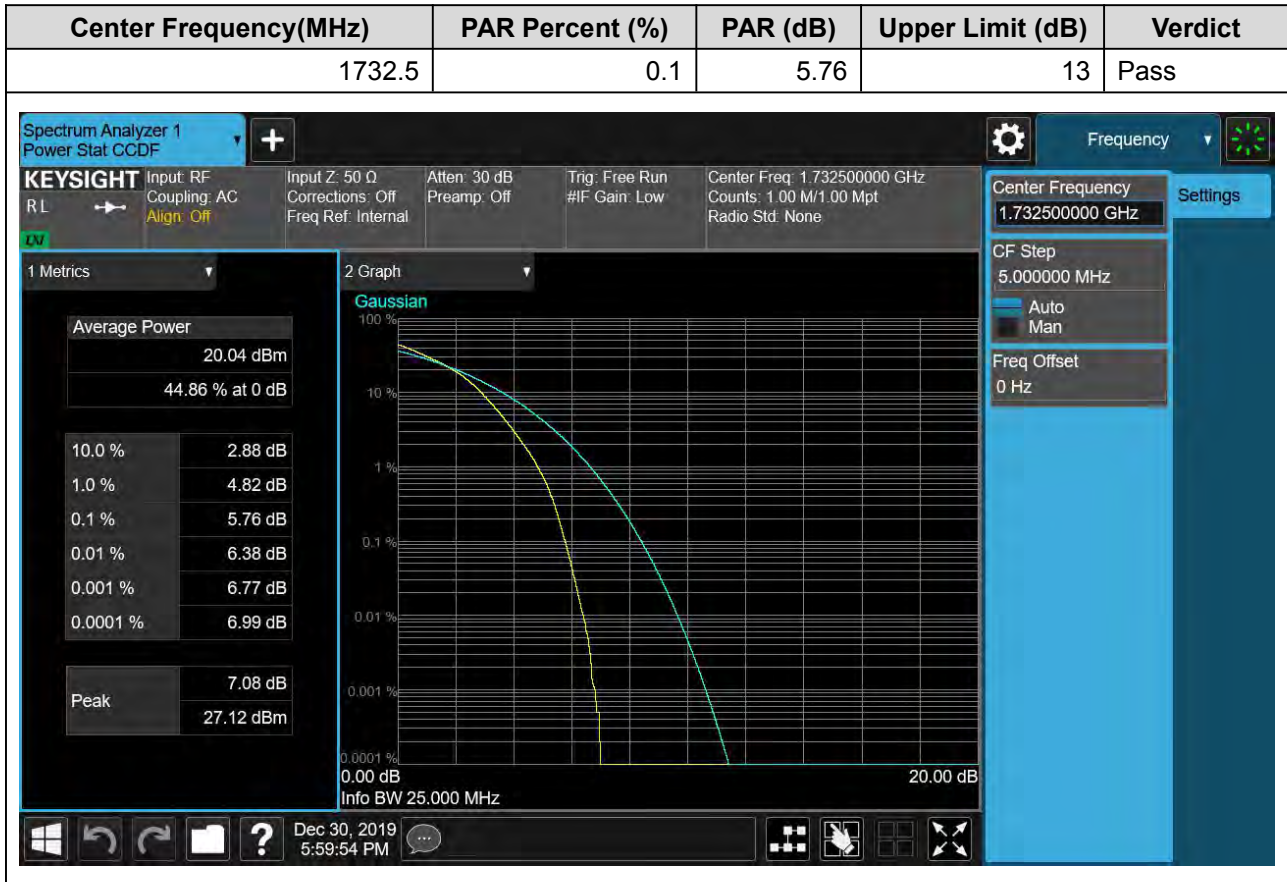 Center Frequency(MHz) PAR Percent (%) PAR (dB) Upper Limit (dB) Verdict
1732.5 0.1 5.76 13 Pass
Spectrum Analyzer 1
Power Stat CCDF
Frequency
KEYSIGHT
RL
LXI
Input: RF
Coupling: AC
Align: Off
Input Z: 50 Ω
Corrections: Off
Freq Ref: Internal
Atten: 30 dB
Preamp: Off
Trig: Free Run
#IF Gain: Low
Center Freq: 1.732500000 GHz
Counts: 1.00 M/1.00 Mpt
Radio Std: None
Center Frequency
1.732500000 GHz
Settings
CF Step
5.000000 MHz
Auto
Man
Freq Offset
0 Hz
1 Metrics
Average Power
20.04 dBm
44.86 % at 0 dB
10.0 % 2.88 dB
1.0 % 4.82 dB
0.1 % 5.76 dB
0.01 % 6.38 dB
0.001 % 6.77 dB
0.0001 % 6.99 dB
Peak
7.08 dB
27.12 dBm
2 Graph
Gaussian
100 %
10 %
1 %
0.1 %
0.01 %
0.001 %
0.0001 %
0.00 dB 20.00 dB
Info BW 25.000 MHz
?
Dec 30, 2019
5:59:54 PM